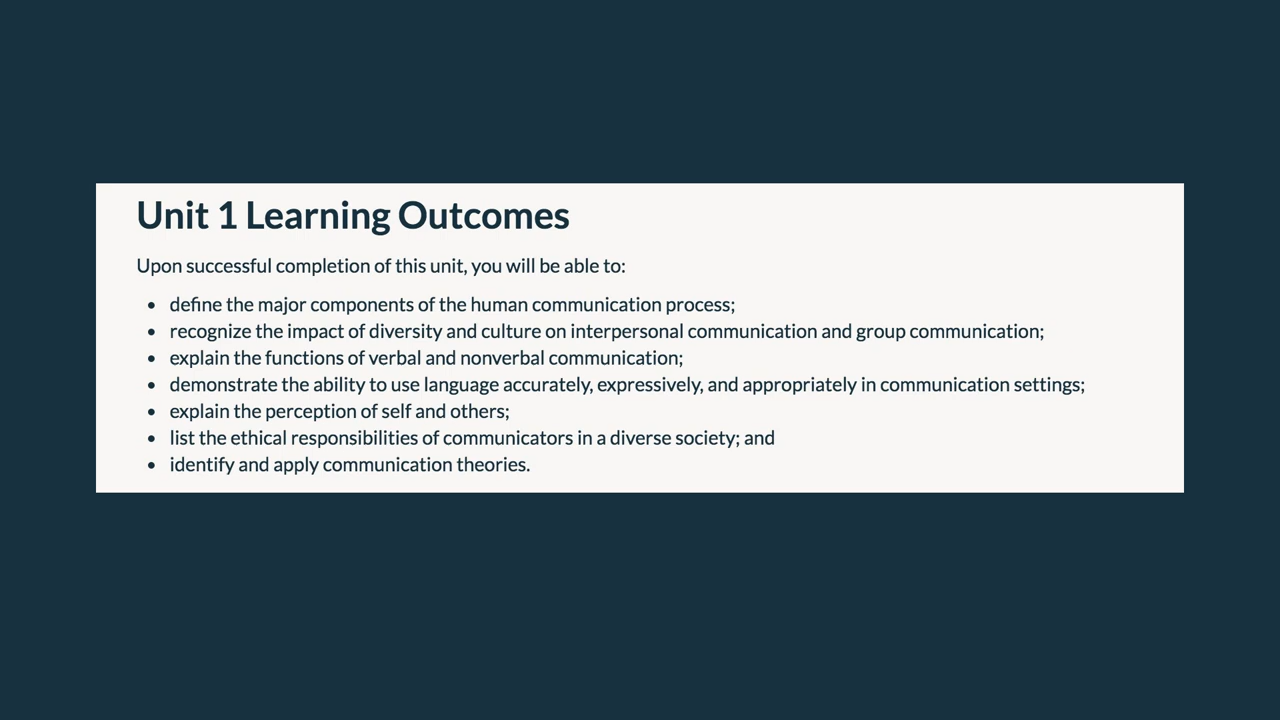 Unit 1 Learning Outcomes
Upon successful completion of this unit, you will be able to:
• define the major components of the human communication process;
• recognize the impact of diversity and culture on interpersonal communication and group communication;
• explain the functions of verbal and nonverbal communication;
• demonstrate the ability to use language accurately, expressively, and appropriately in communication settings;
• explain the perception of self and others;
• list the ethical responsibilities of communicators in a diverse society; and
• identify and apply communication theories.